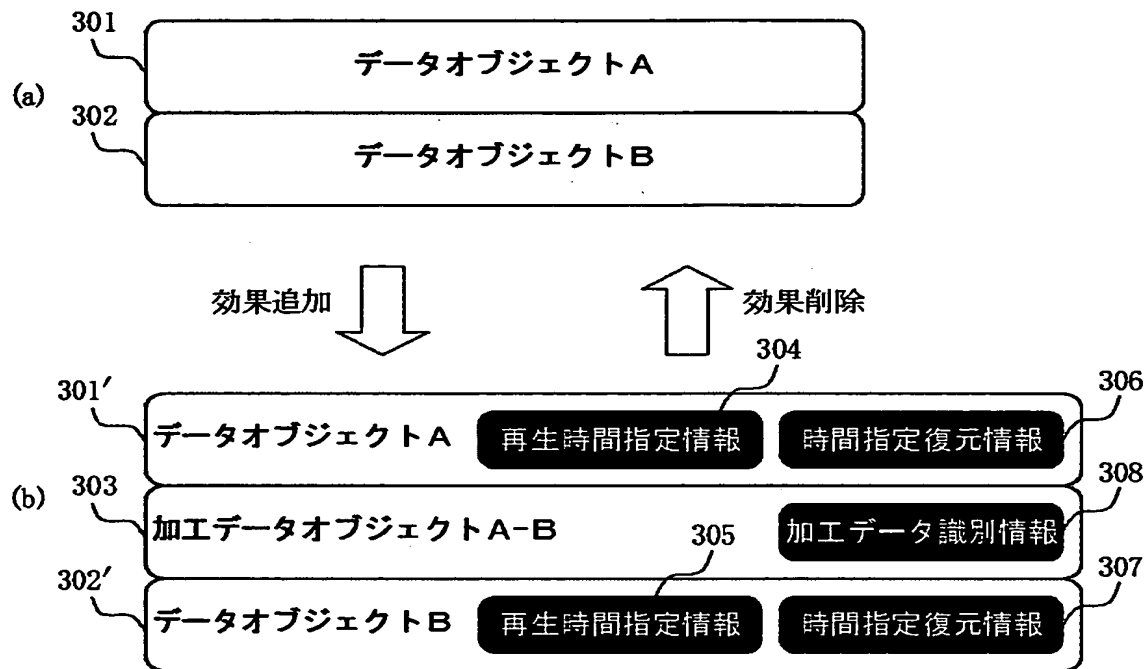 301
データオブジェクトA
(a)
302
データオブジェクトB
効果追加
効果削除
304
301′
306
データオブジェクトA 再生時間指定情報 時間指定復元情報
308
(b)
303
加工データオブジェクトA-B 加工データ識別情報
305
307
302′
データオブジェクトB 再生時間指定情報 時間指定復元情報